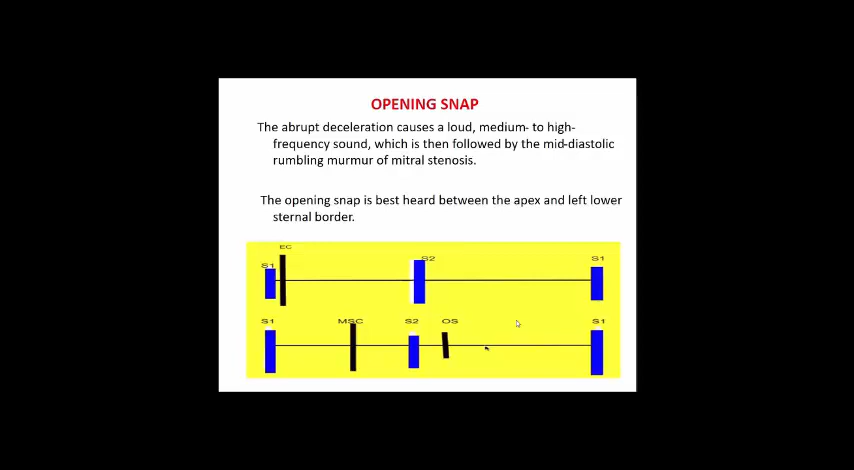 OPENING SNAP
The abrupt deceleration causes a loud, medium- to high-
frequency sound, which is then followed by the mid-diastolic
rumbling murmur of mitral stenosis.
The opening snap is best heard between the apex and left lower
sternal border.
EC
S1 S2 S1
S1 MSC S2 OS S1